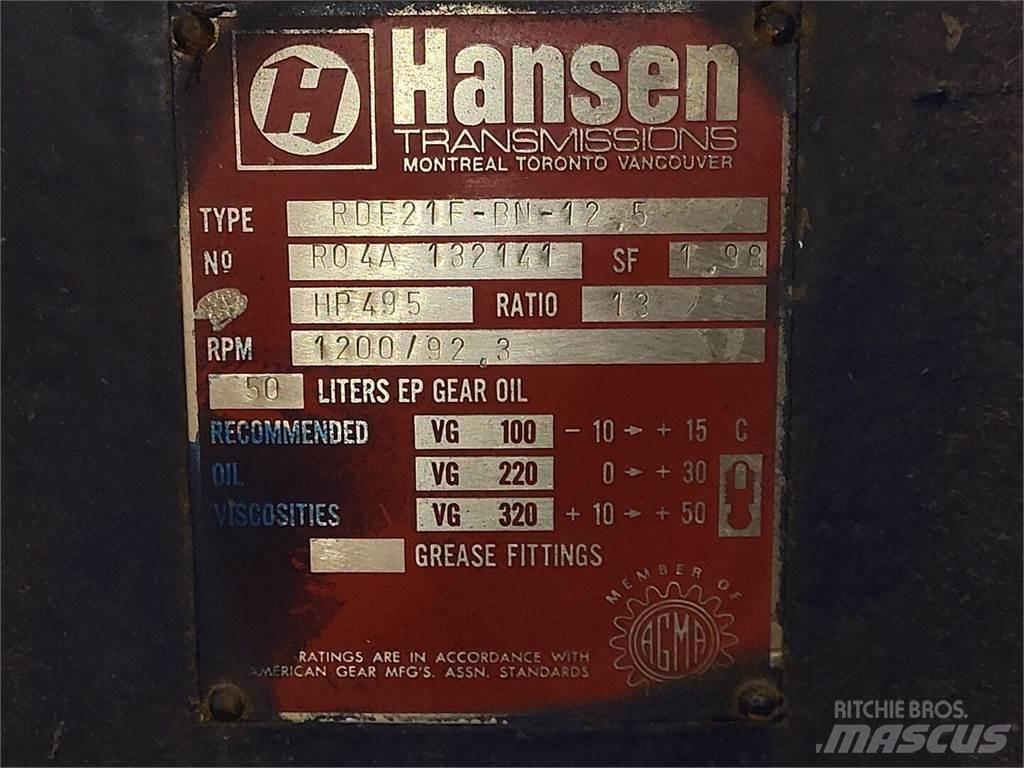 H Hansen
TRANSMISSIONS
MONTREAL TORONTO VANCOUVER
TYPE RDF21F-BN-12,5
Nº R04A 132141 SF 1,98
HP495 RATIO 13
RPM 1200/92,3
50 LITERS EP GEAR OIL
RECOMMENDED VG 100 - 10 → + 15 C
OIL VG 220 0 → + 30
VISCOSITIES VG 320 + 10 → + 50
GREASE FITTINGS
MEMBER OF
AGMA
RATINGS ARE IN ACCORDANCE WITH
AMERICAN GEAR MFG'S. ASSN. STANDARDS
RITCHIE BROS.
MASCUS